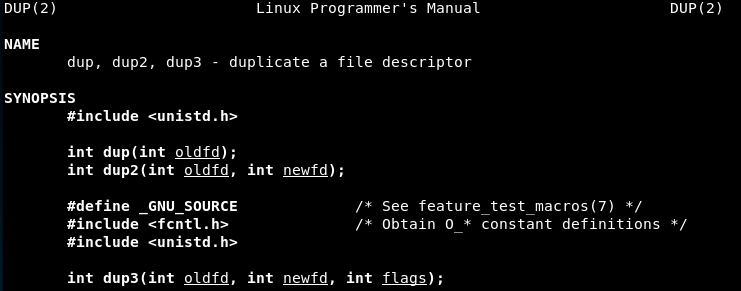 DUP(2) Linux Programmer's Manual DUP(2)
NAME
dup, dup2, dup3 - duplicate a file descriptor
SYNOPSIS
#include <unistd.h>
int dup(int oldfd);
int dup2(int oldfd, int newfd);
#define _GNU_SOURCE /* See feature_test_macros(7) */
#include <fcntl.h> /* Obtain O_* constant definitions */
#include <unistd.h>
int dup3(int oldfd, int newfd, int flags);